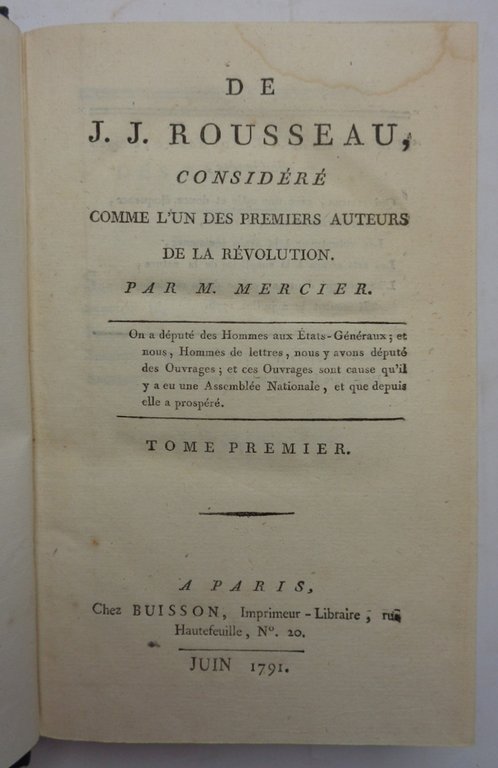 DE
J. J. ROUSSEAU,
CONSIDÉRÉ
COMME L'UN DES PREMIERS AUTEURS
DE LA RÉVOLUTION.
PAR M. MERCIER.
On a député des Hommes aux États-Généraux ; et
nous, Hommes de lettres, nous y avons député
des Ouvrages ; et ces Ouvrages sont cause qu'il
y a eu une Assemblée Nationale, et que depuis
elle a prospéré.
TOME PREMIER.
A PARIS,
Chez BUISSON, Imprimeur-Libraire, rue
Hautefeuille, N°. 20.
JUIN 1791.